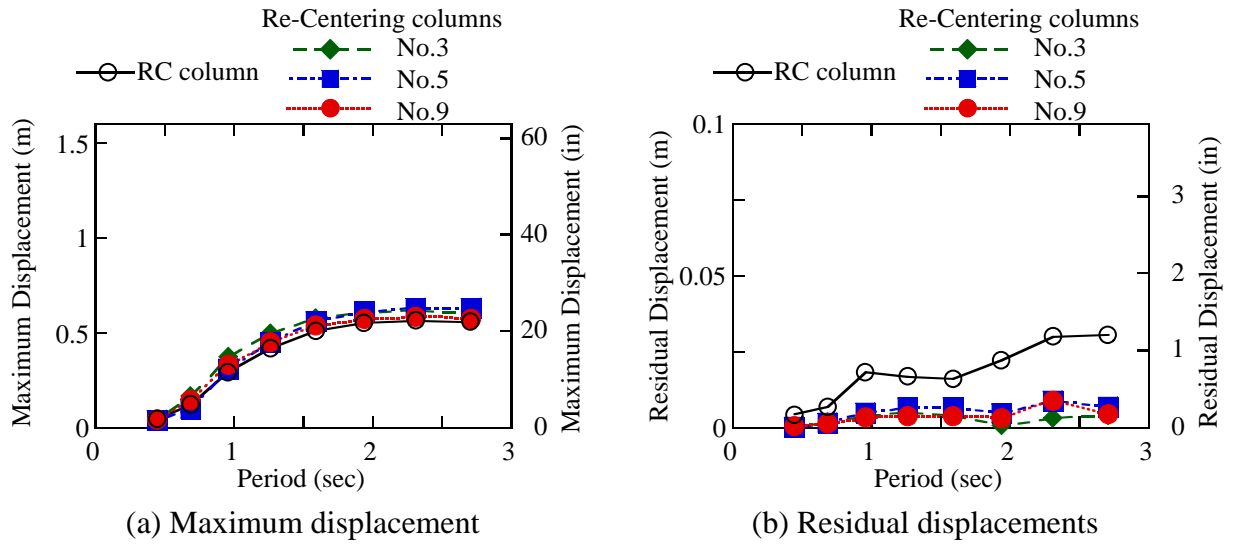 Re-Centering columns
No.3
RC column
No.5
No.9
Maximum Displacement (m)
1.5
1
0.5
0
60
40
20
0
Maximum Displacement (in)
0
1
2
3
Period (sec)
(a) Maximum displacement
Re-Centering columns
No.3
RC column
No.5
No.9
Residual Displacement (m)
0.1
0.05
0
3
2
1
0
Residual Displacement (in)
0
1
2
3
Period (sec)
(b) Residual displacements